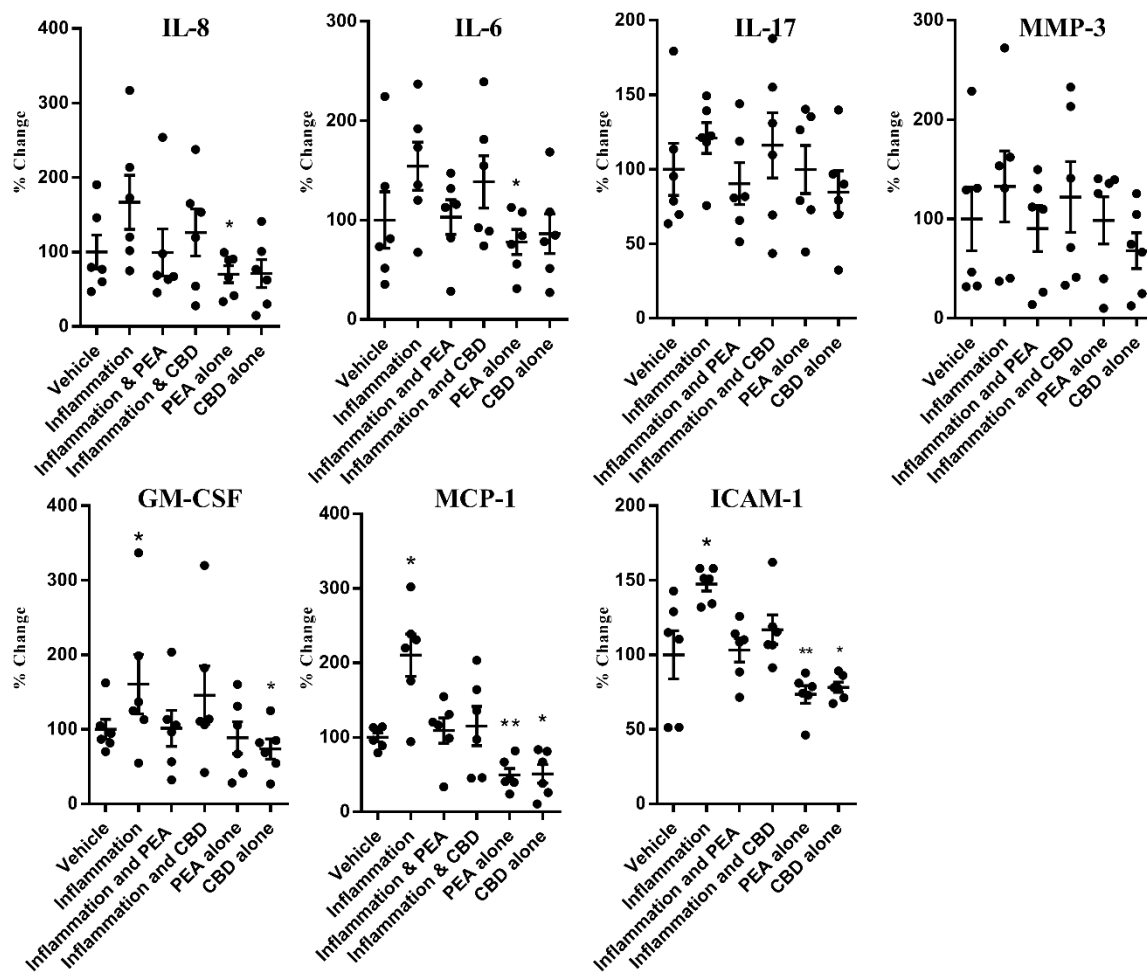 IL-8
% Change
400
300
200
100
0
*
Vehicle
Inflammation
Inflammation & PEA
Inflammation & CBD
PEA alone
CBD alone
IL-6
% Change
300
200
100
0
*
Vehicle
Inflammation
Inflammation and PEA
Inflammation and CBD
PEA alone
CBD alone
IL-17
% Change
200
150
100
50
0
Vehicle
Inflammation
Inflammation and PEA
Inflammation and CBD
PEA alone
CBD alone
MMP-3
% Change
300
200
100
0
Vehicle
Inflammation
Inflammation and PEA
Inflammation and CBD
PEA alone
CBD alone
GM-CSF
% Change
400
300
200
100
0
*
*
Vehicle
Inflammation
Inflammation and PEA
Inflammation and CBD
PEA alone
CBD alone
MCP-1
% Change
400
300
200
100
0
*
**
*
Vehicle
Inflammation
Inflammation & PEA
Inflammation & CBD
PEA alone
CBD alone
ICAM-1
% Change
200
150
100
50
0
*
**
*
Vehicle
Inflammation
Inflammation and PEA
Inflammation and CBD
PEA alone
CBD alone